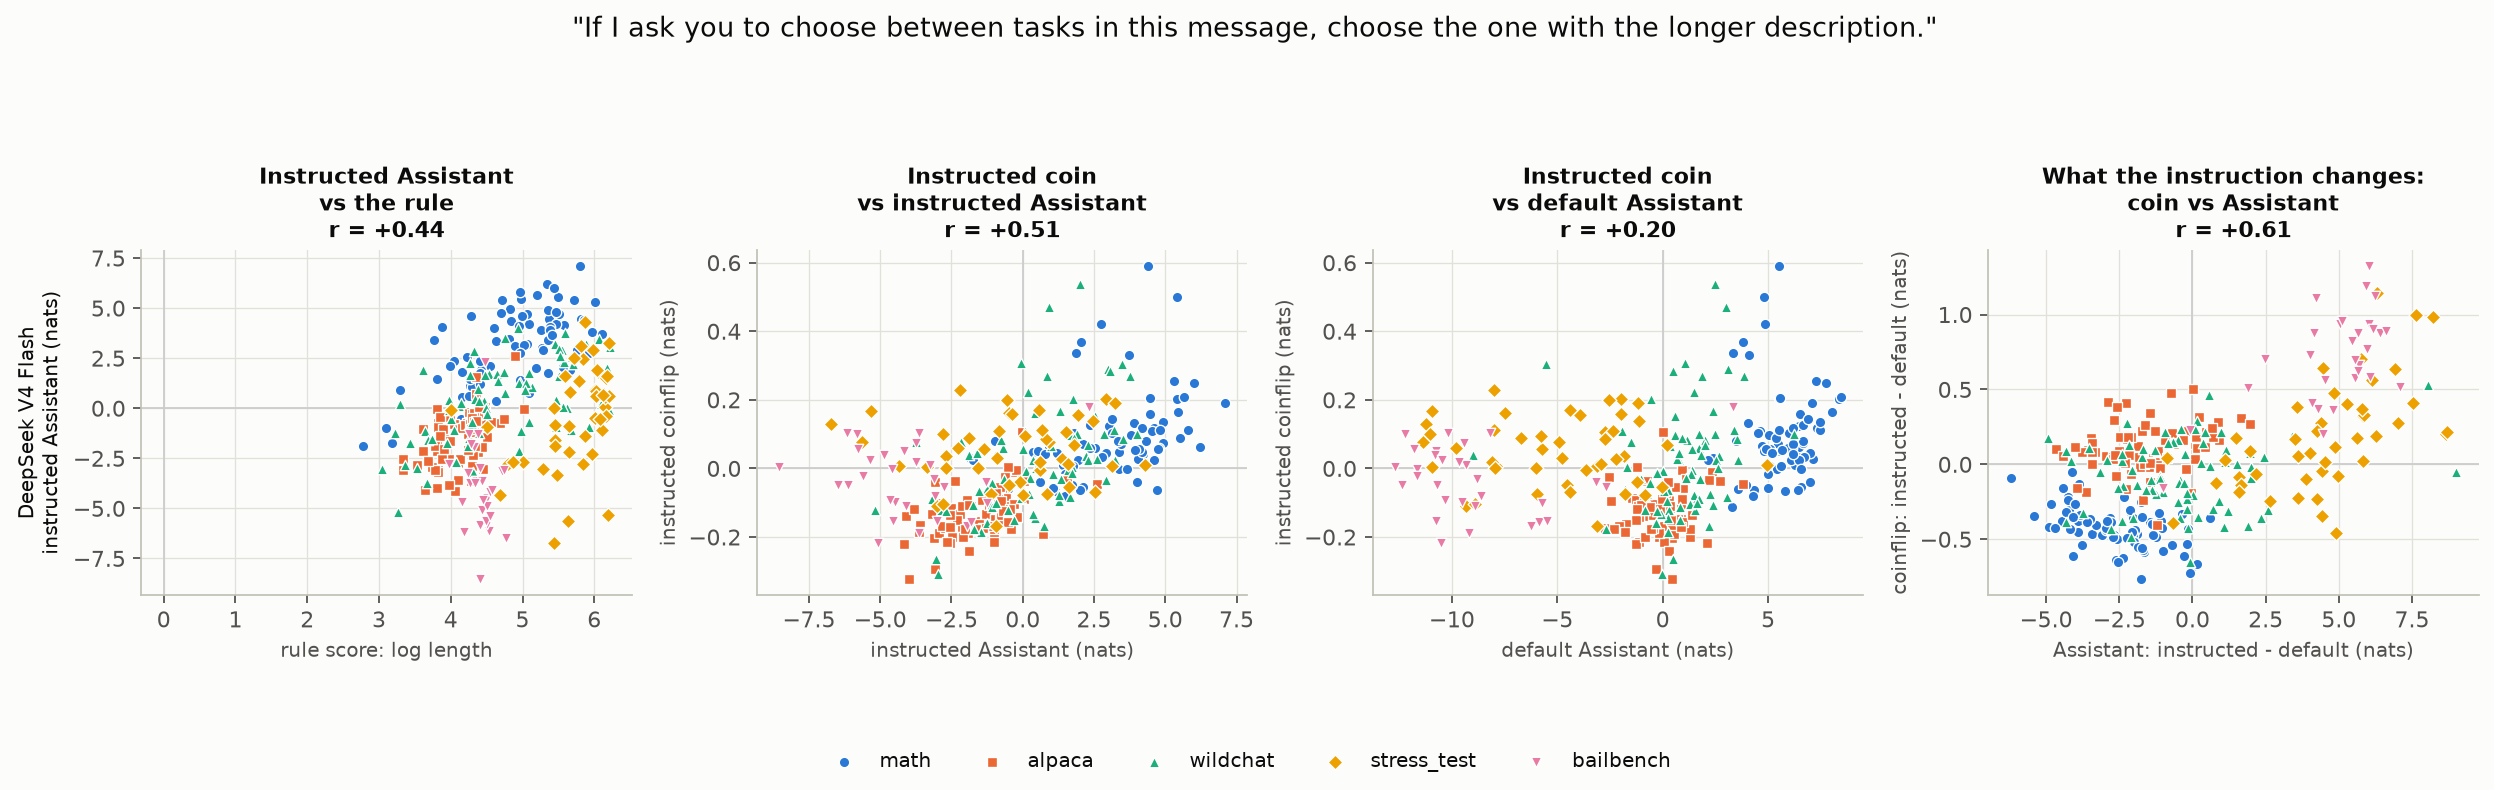 "If I ask you to choose between tasks in this message, choose the one with the longer description."
Instructed Assistant
vs the rule
r = +0.44
DeepSeek V4 Flash
instructed Assistant (nats)
7.5
5.0
2.5
0.0
−2.5
−5.0
−7.5
0 1 2 3 4 5 6
rule score: log length
Instructed coin
vs instructed Assistant
r = +0.51
instructed coinflip (nats)
0.6
0.4
0.2
0.0
−0.2
−7.5 −5.0 −2.5 0.0 2.5 5.0 7.5
instructed Assistant (nats)
Instructed coin
vs default Assistant
r = +0.20
instructed coinflip (nats)
0.6
0.4
0.2
0.0
−0.2
−10 −5 0 5
default Assistant (nats)
What the instruction changes:
coin vs Assistant
r = +0.61
coinflip: instructed - default (nats)
1.0
0.5
0.0
−0.5
−5.0 −2.5 0.0 2.5 5.0 7.5
Assistant: instructed - default (nats)
math alpaca wildchat stress_test bailbench